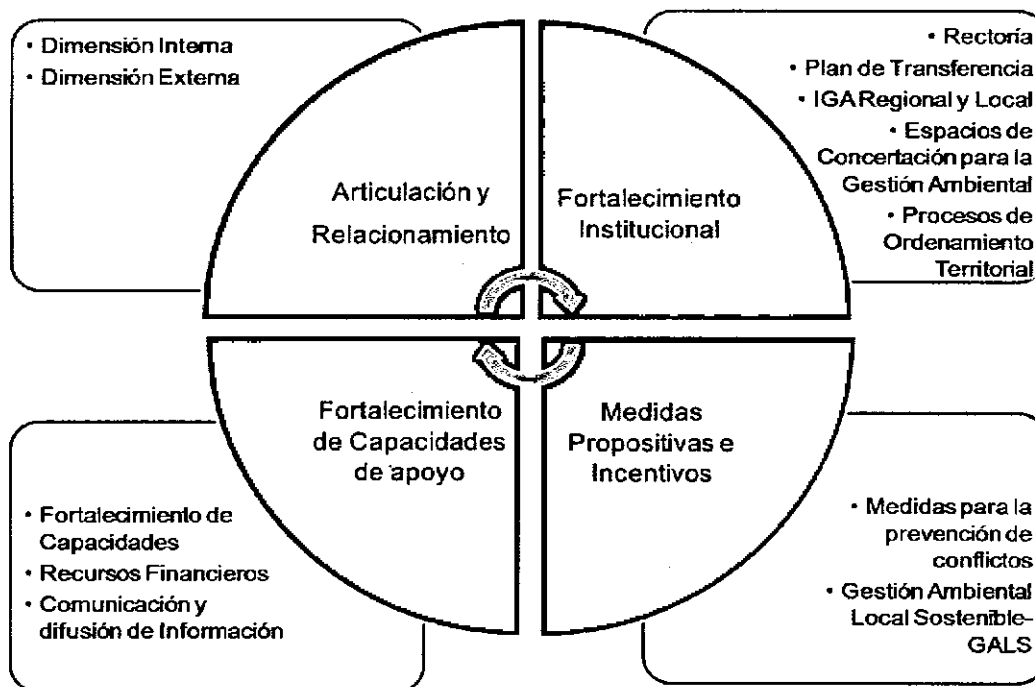 • Dimensión Interna
• Dimensión Externa
Articulación y
Relacionamiento
Fortalecimiento
Institucional
• Rectoría
• Plan de Transferencia
• IGA Regional y Local
• Espacios de
Concertación para la
Gestión Ambiental
• Procesos de
Ordenamiento
Territorial
Fortalecimiento
de Capacidades
de apoyo
Medidas
Propositivas e
Incentivos
• Fortalecimiento de
Capacidades
• Recursos Financieros
• Comunicación y
difusión de Información
• Medidas para la
prevención de
conflictos
• Gestión Ambiental
Local Sostenible-
GALS